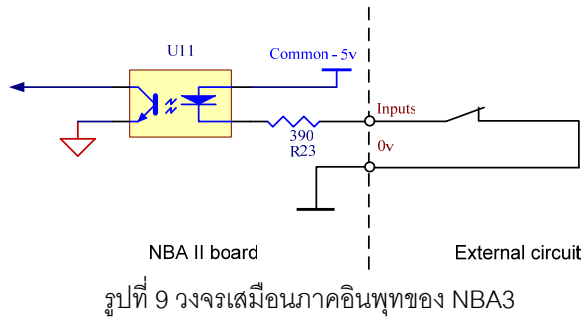 U11
Common - 5v
Inputs
390
R23
0v
NBA II board
External circuit
รูปที่ 9 วงจรเสมือนภาคอินพุทของ NBA3